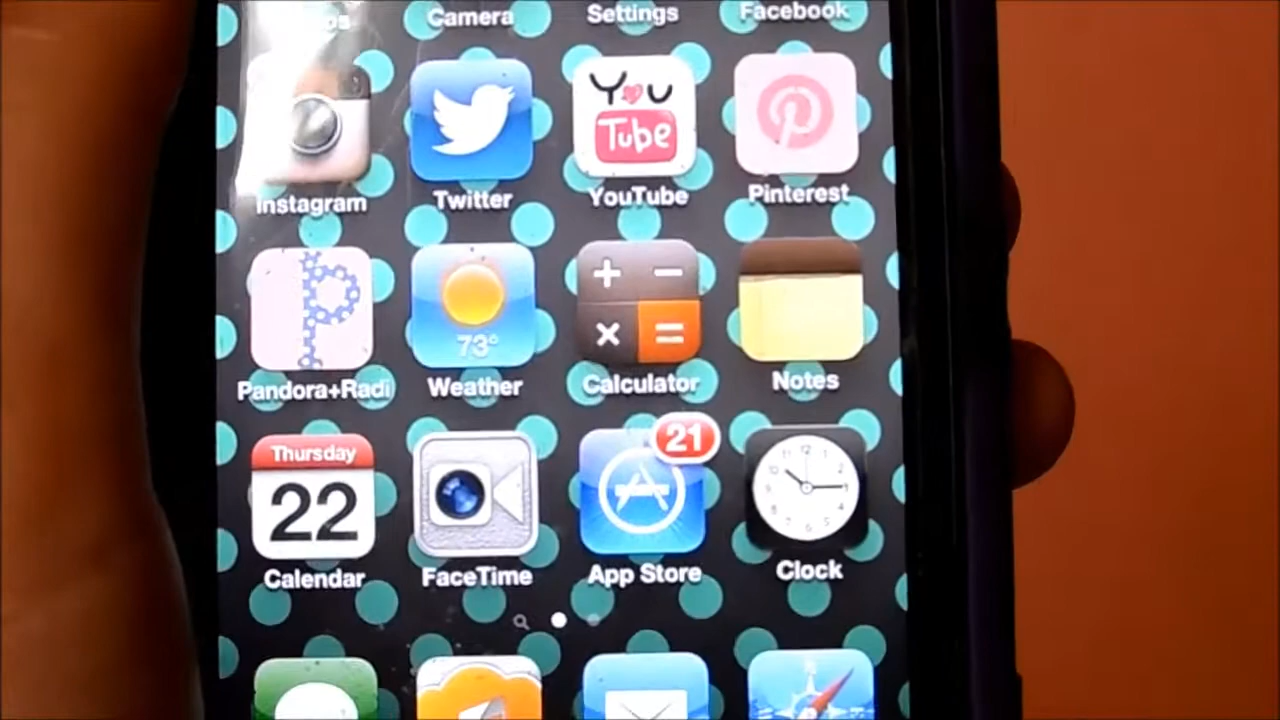 Camera Settings Facebook
You
Tube
Instagram Twitter YouTube Pinterest
73°
Pandora+Radi Weather Calculator Notes
Thursday
22
21
Calendar FaceTime App Store Clock